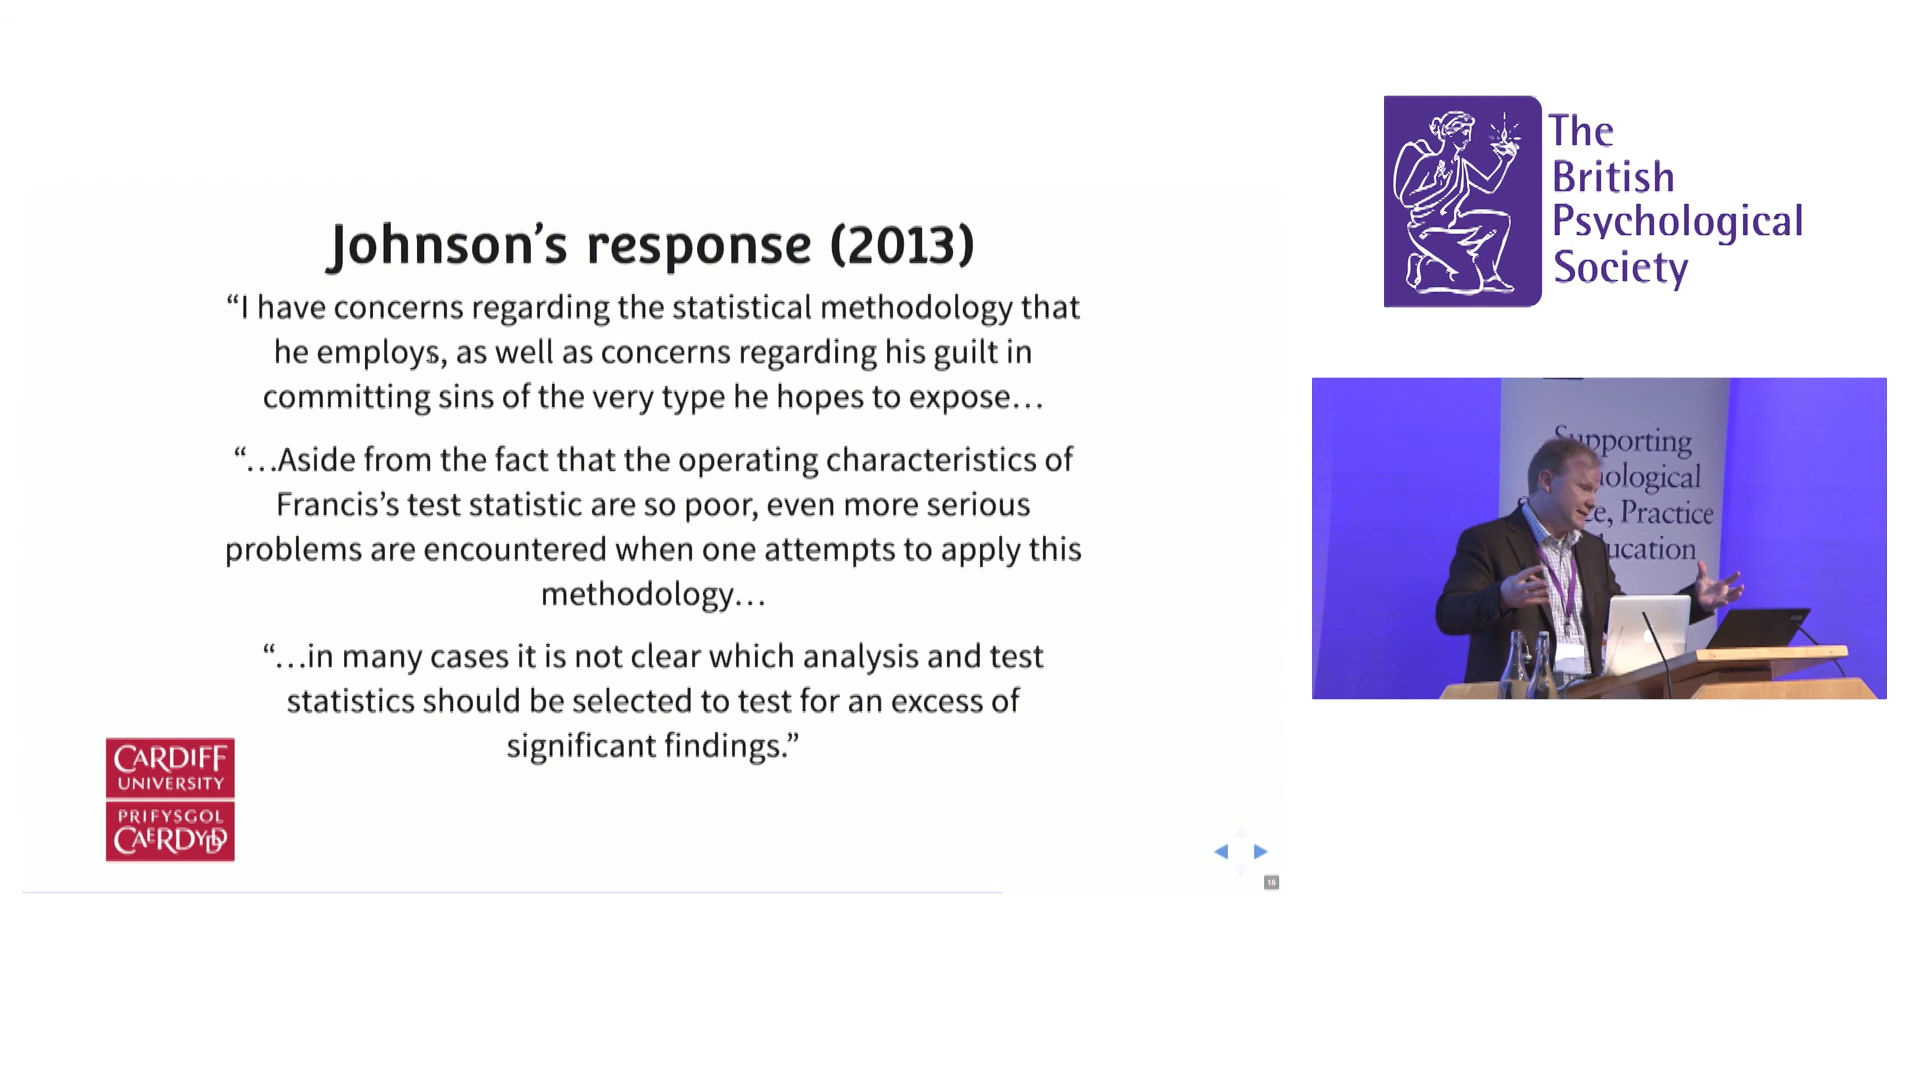 Johnson’s response (2013)
“I have concerns regarding the statistical methodology that
he employs, as well as concerns regarding his guilt in
committing sins of the very type he hopes to expose…
“…Aside from the fact that the operating characteristics of
Francis’s test statistic are so poor, even more serious
problems are encountered when one attempts to apply this
methodology…
“…in many cases it is not clear which analysis and test
statistics should be selected to test for an excess of
significant findings.”
CARDIFF
UNIVERSITY
PRIFYSGOL
CAERDYDD
The
British
Psychological
Society
Supporting
ological
e, Practice
ucation